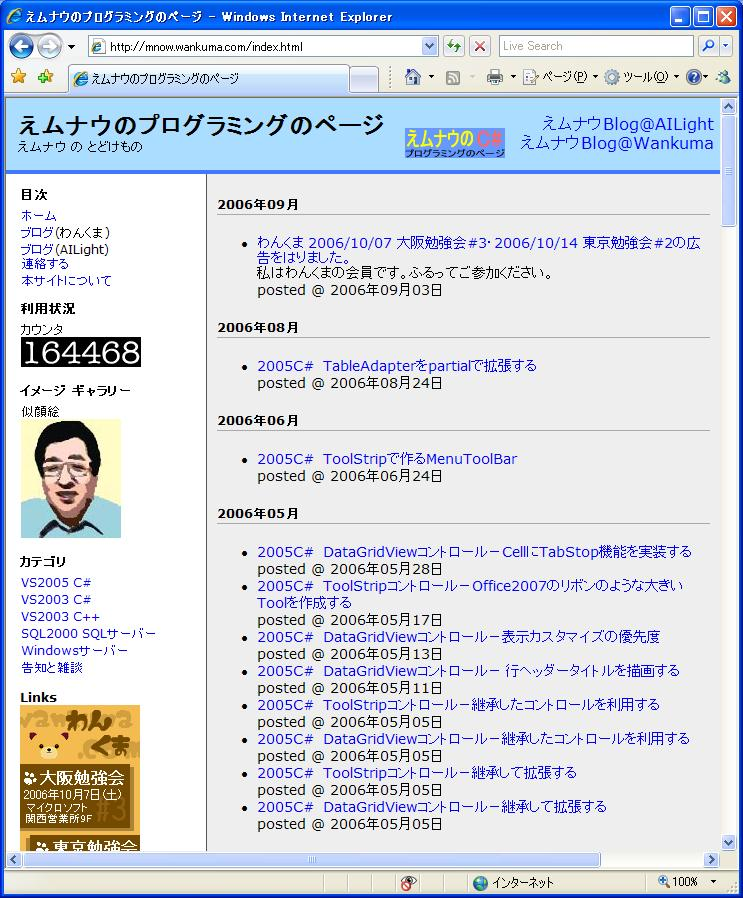 えムナウのプログラミングのページ - Windows Internet Explorer
http://mnow.wankuma.com/index.html
Live Search
えムナウのプログラミングのページ
ページ(P)
ツール(O)
えムナウのプログラミングのページ
えムナウ の とどけもの
えムナウの C#
プログラミングのページ
えムナウBlog@AILight
えムナウBlog@Wankuma
目次
ホーム
ブログ(わんくま)
ブログ(AILight)
連絡する
本サイトについて
利用状況
カウンタ
164468
イメージ ギャラリー
似顔絵
カテゴリ
VS2005 C#
VS2003 C#
VS2003 C++
SQL2000 SQLサーバー
Windowsサーバー
告知と雑談
Links
わんくま
大阪勉強会
2006年10月7日(土)
マイクロソフト
関西営業所9F
#3
東京勉強会
2006年09月
わんくま 2006/10/07 大阪勉強会#3・2006/10/14 東京勉強会#2の広
告をはりました。
私はわんくまの会員です。ふるってご参加ください。
posted @ 2006年09月03日
2006年08月
2005C# TableAdapterをpartialで拡張する
posted @ 2006年08月24日
2006年06月
2005C# ToolStripで作るMenuToolBar
posted @ 2006年06月24日
2006年05月
2005C# DataGridViewコントロール－CellにTabStop機能を実装する
posted @ 2006年05月28日
2005C# ToolStripコントロール－Office2007のリボンのような大きい
Toolを作成する
posted @ 2006年05月17日
2005C# DataGridViewコントロール－表示カスタマイズの優先度
posted @ 2006年05月13日
2005C# DataGridViewコントロール－ 行ヘッダータイトルを描画する
posted @ 2006年05月11日
2005C# ToolStripコントロール－継承したコントロールを利用する
posted @ 2006年05月05日
2005C# DataGridViewコントロール－継承したコントロールを利用する
posted @ 2006年05月05日
2005C# ToolStripコントロール－継承して拡張する
posted @ 2006年05月05日
2005C# DataGridViewコントロール－継承して拡張する
posted @ 2006年05月05日
インターネット
100%